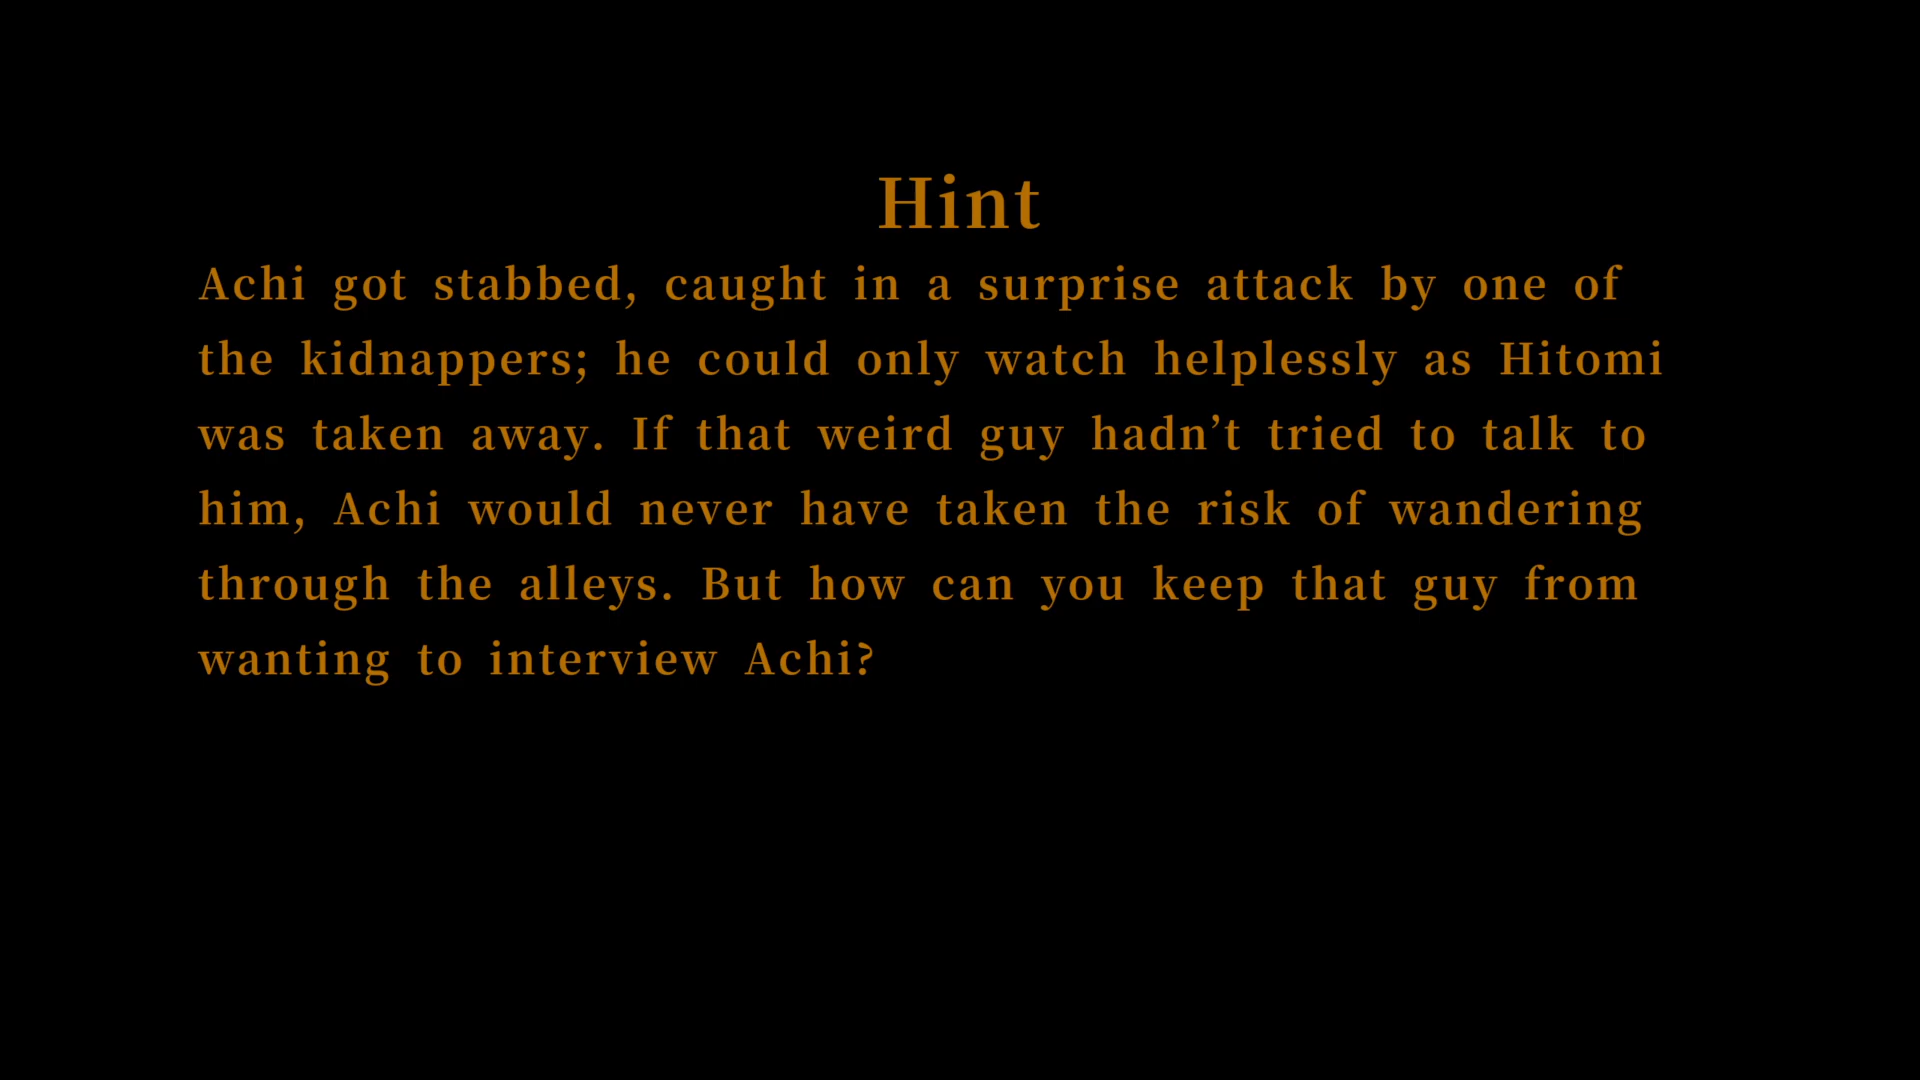 Hint
Achi got stabbed, caught in a surprise attack by one of
the kidnappers; he could only watch helplessly as Hitomi
was taken away. If that weird guy hadn’t tried to talk to
him, Achi would never have taken the risk of wandering
through the alleys. But how can you keep that guy from
wanting to interview Achi?